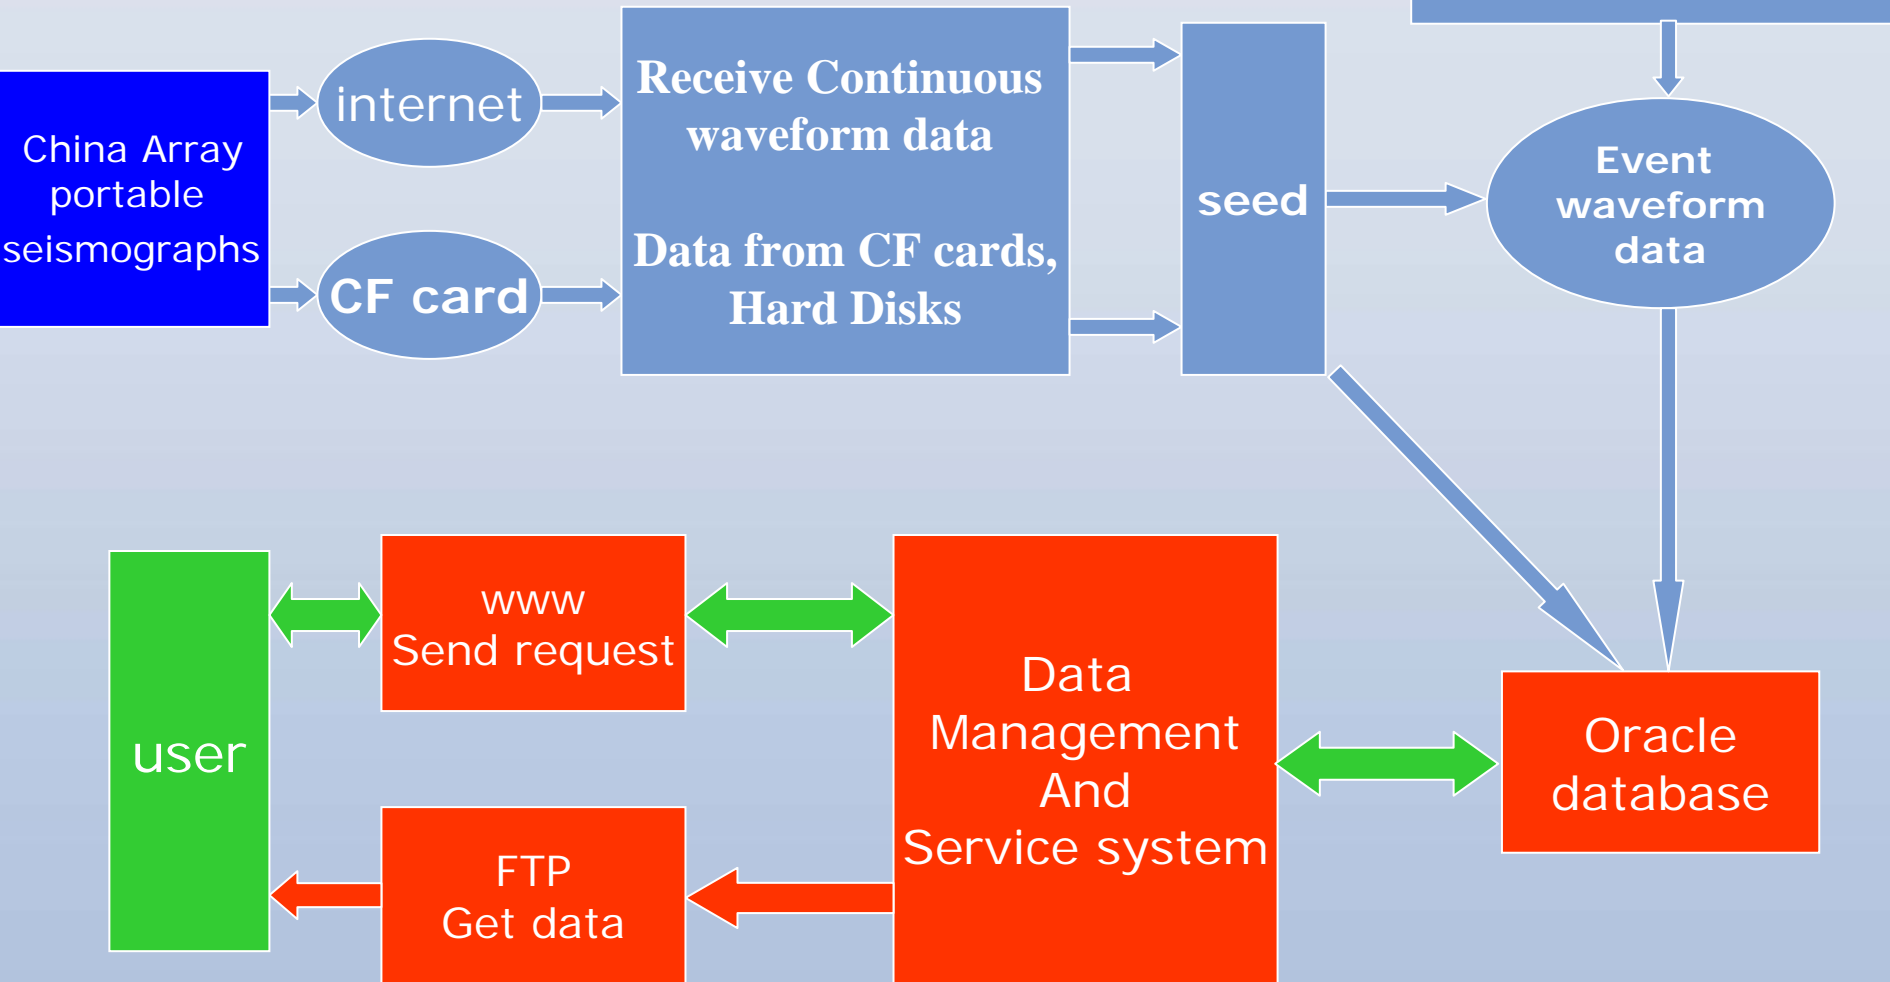 China Array
portable
seismographs
internet
CF card
Receive Continuous
waveform data
Data from CF cards,
Hard Disks
seed
Event
waveform
data
user
www
Send request
FTP
Get data
Data
Management
And
Service system
Oracle
database